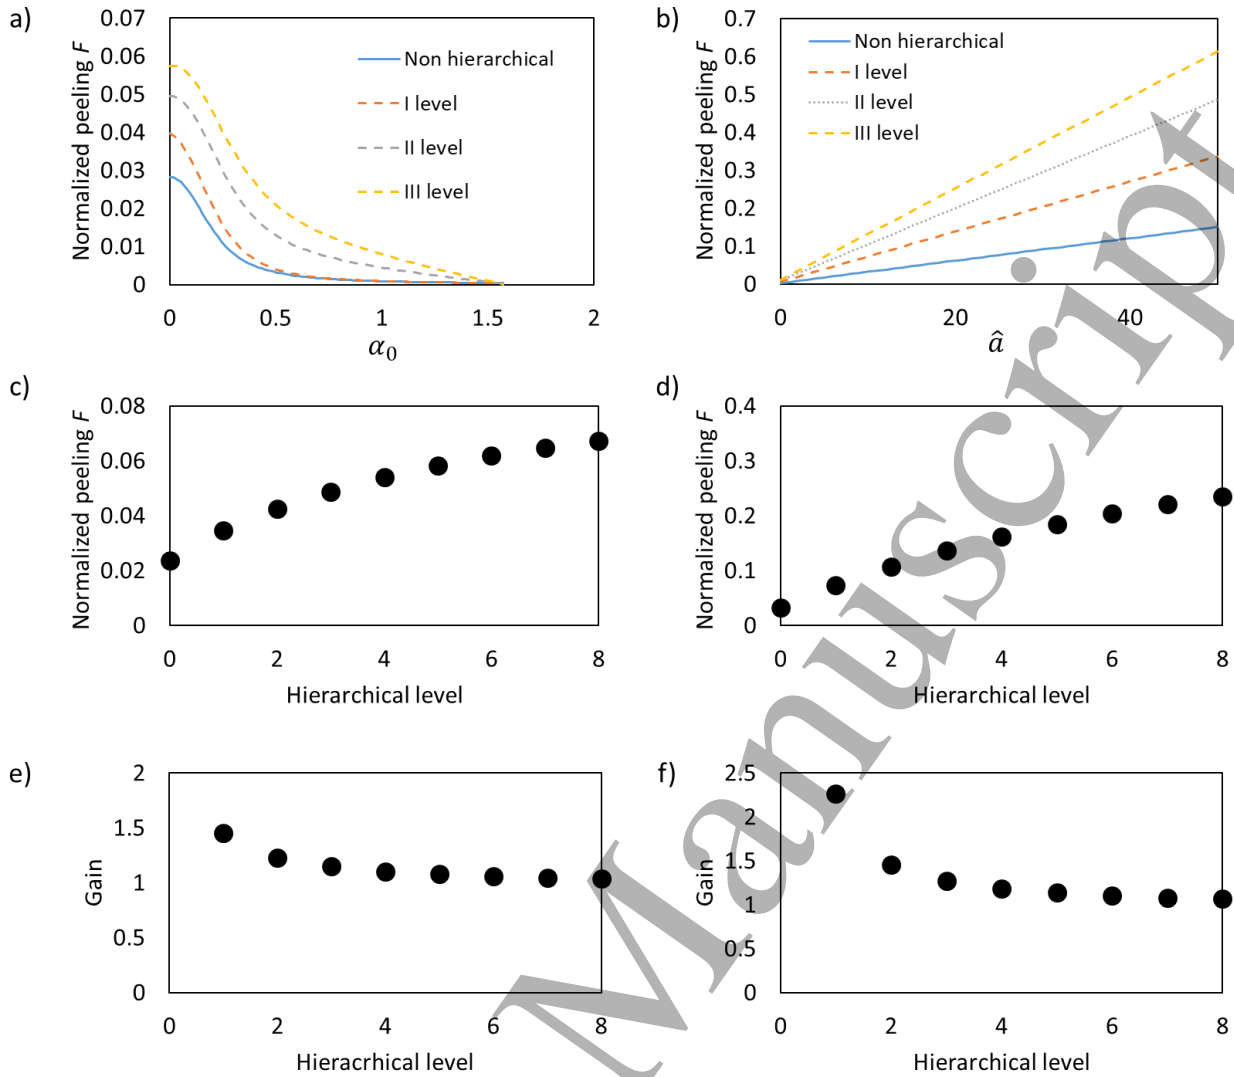 a)
Normalized peeling F
0.07
0.06
0.05
0.04
0.03
0.02
0.01
0
Non hierarchical
I level
II level
III level
0
0.5
1
1.5
2
α₀
b)
Normalized peeling F
0.7
0.6
0.5
0.4
0.3
0.2
0.1
0
Non hierarchical
I level
II level
III level
0
20
40
â
c)
Normalized peeling F
0.08
0.06
0.04
0.02
0
0
2
4
6
8
Hierarchical level
d)
Normalized peeling F
0.4
0.3
0.2
0.1
0
0
2
4
6
8
Hierarchical level
e)
Gain
2
1.5
1
0.5
0
0
2
4
6
8
Hieracrhical level
f)
Gain
2.5
2
1.5
1
0.5
0
0
2
4
6
8
Hierarchical level
Manuscript